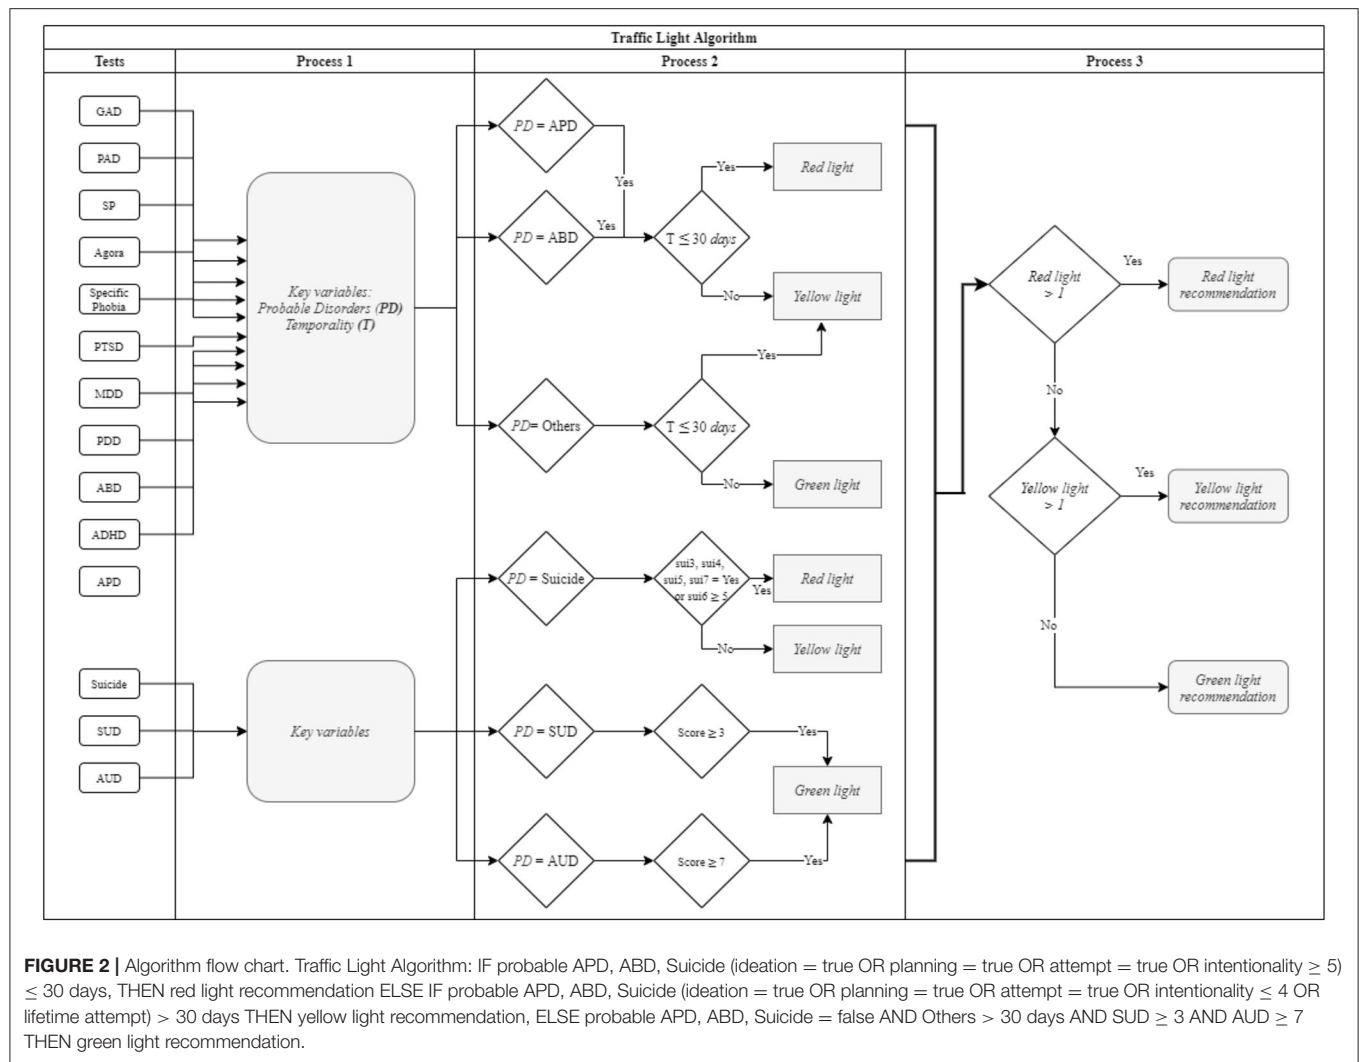 Traffic Light Algorithm
Tests
Process 1
Process 2
Process 3
GAD
PAD
SP
Agora
Specific
Phobia
PTSD
MDD
PDD
ABD
ADHD
APD
Suicide
SUD
AUD
Key variables:
Probable Disorders (PD)
Temporality (T)
Key variables
PD = APD
Yes
PD = ABD
Yes
T ≤ 30 days
Yes
Red light
No
Yellow light
PD= Others
T ≤ 30 days
Yes
No
Green light
PD = Suicide
sui3, sui4,
sui5, sui7 = Yes
or sui6 ≥ 5
Yes
Red light
No
Yellow light
PD = SUD
Score ≥ 3
Yes
Green light
PD = AUD
Score ≥ 7
Yes
Red light
> 1
Yes
Red light
recommendation
No
Yellow light
> 1
Yes
Yellow light
recommendation
No
Green light
recommendation
FIGURE 2 | Algorithm flow chart. Traffic Light Algorithm: IF probable APD, ABD, Suicide (ideation = true OR planning = true OR attempt = true OR intentionality ≥ 5)
≤ 30 days, THEN red light recommendation ELSE IF probable APD, ABD, Suicide (ideation = true OR planning = true OR attempt = true OR intentionality ≤ 4 OR
lifetime attempt) > 30 days THEN yellow light recommendation, ELSE probable APD, ABD, Suicide = false AND Others > 30 days AND SUD ≥ 3 AND AUD ≥ 7
THEN green light recommendation.